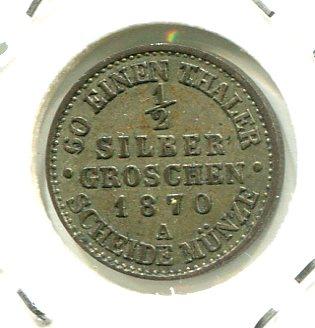 60 EINEN THALER
1/2
SILBER
GROSCHEN
1870
A
SCHEIDE MÜNZE